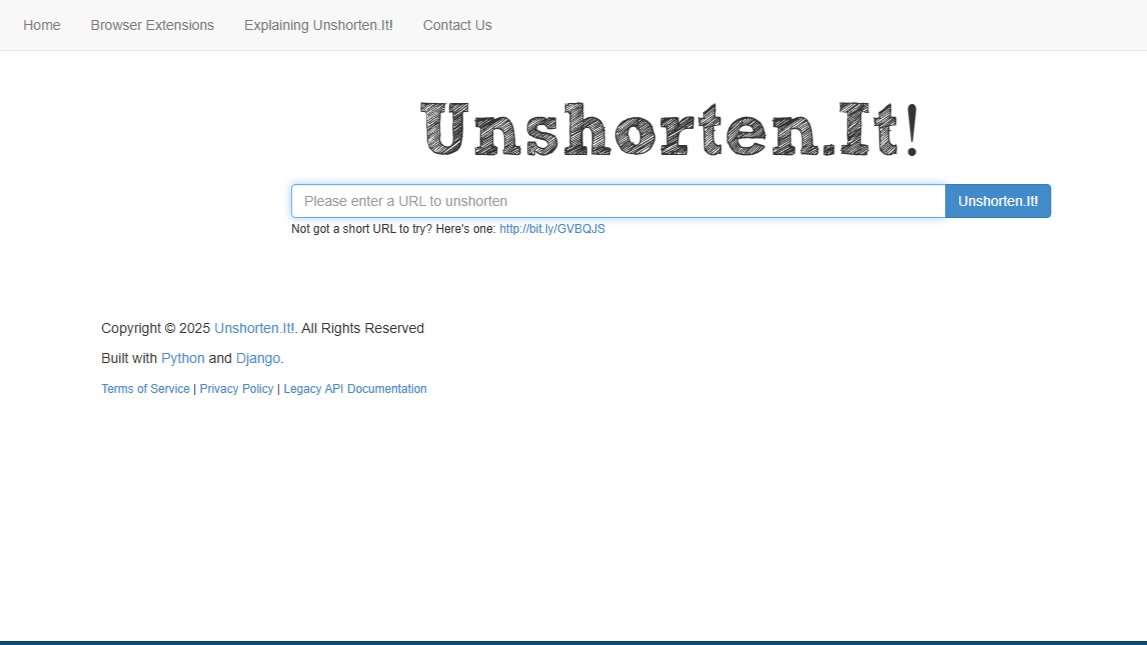 Home Browser Extensions Explaining Unshorten.It! Contact Us
Unshorten.It!
Please enter a URL to unshorten Unshorten.It!
Not got a short URL to try? Here's one: http://bit.ly/GVBQJS
Copyright © 2025 Unshorten.It!. All Rights Reserved
Built with Python and Django.
Terms of Service | Privacy Policy | Legacy API Documentation